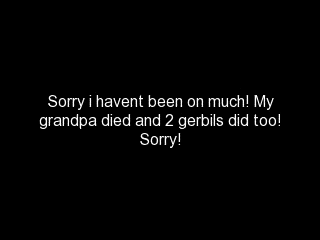 Sorry i havent been on much! My
grandpa died and 2 gerbils did too!
Sorry!